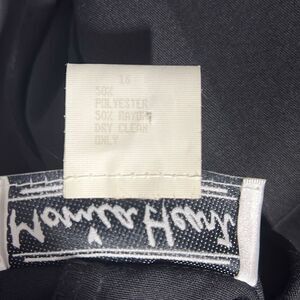 16
50%
POLYESTER
50% RAYON
DRY CLEAN
ONLY